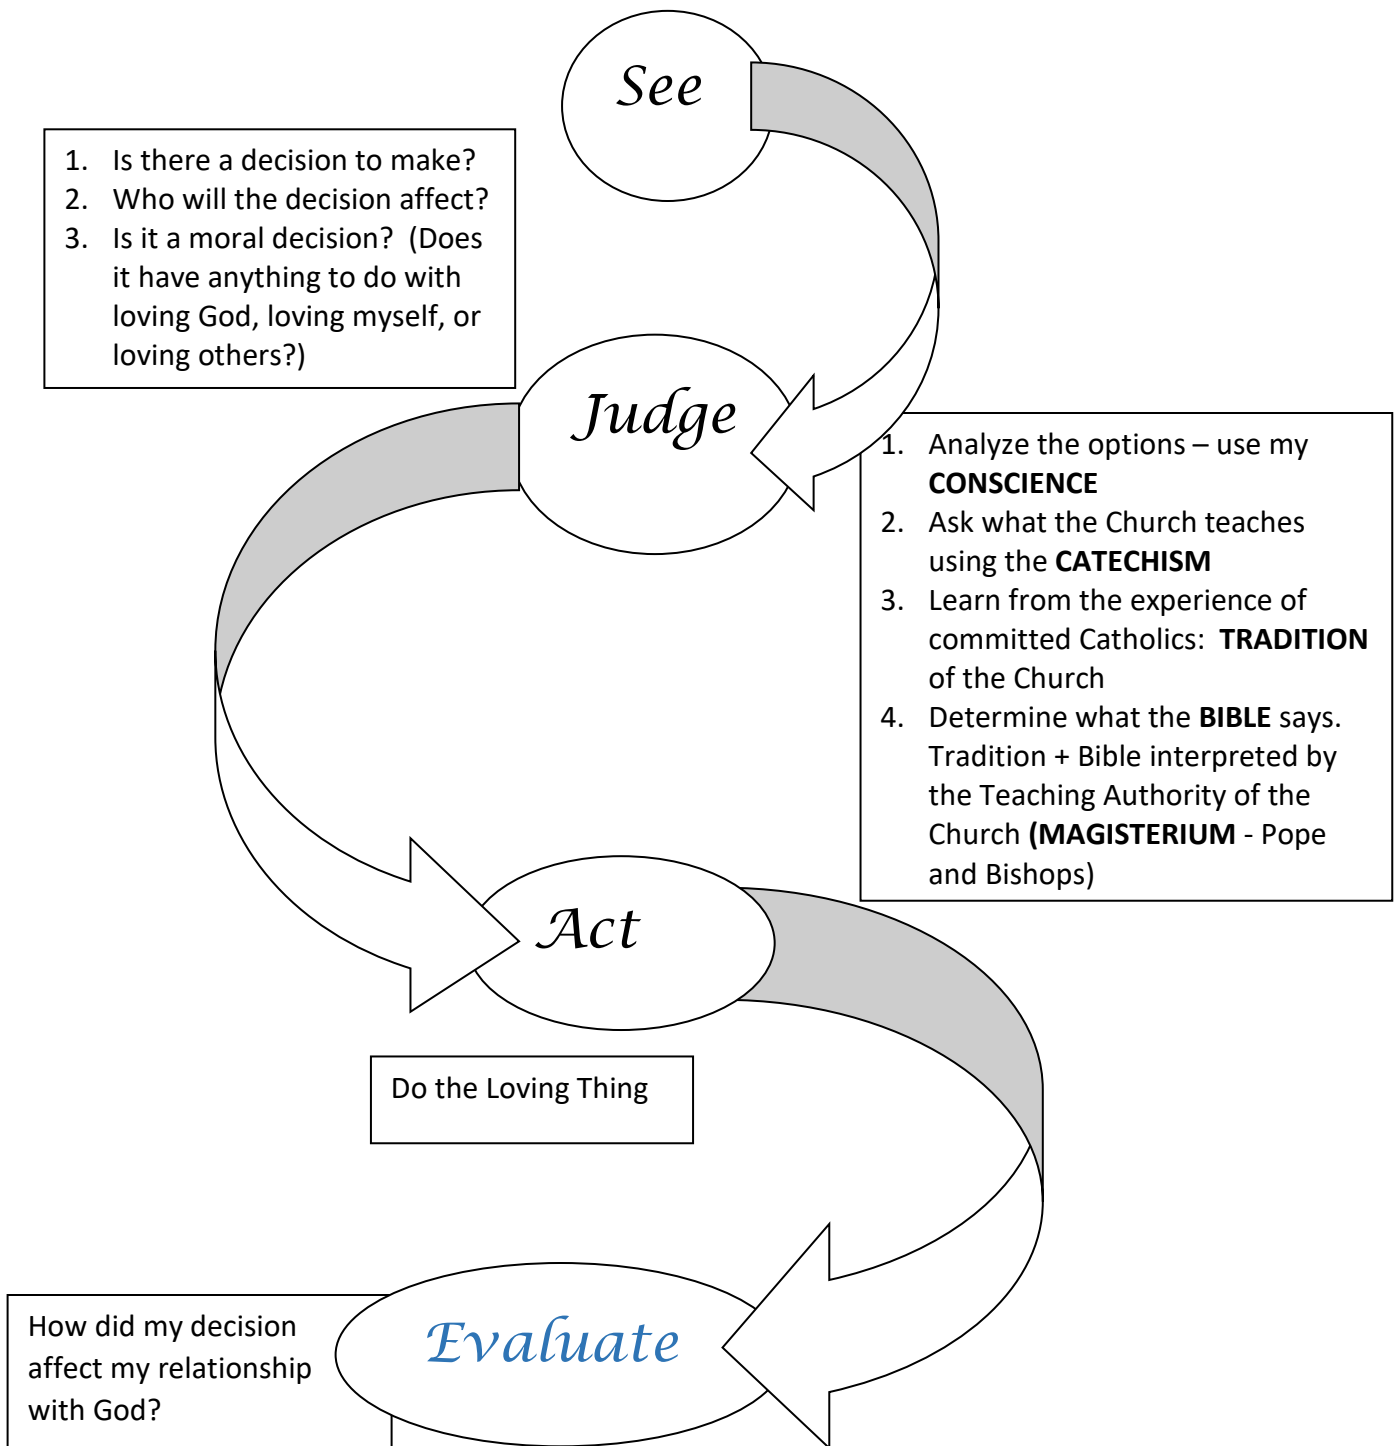 See
1. Is there a decision to make?
2. Who will the decision affect?
3. Is it a moral decision?  (Does
it have anything to do with
loving God, loving myself, or
loving others?)
Judge
1. Analyze the options – use my
CONSCIENCE
2. Ask what the Church teaches
using the CATECHISM
3. Learn from the experience of
committed Catholics:  TRADITION
of the Church
4. Determine what the BIBLE says.
Tradition + Bible interpreted by
the Teaching Authority of the
Church (MAGISTERIUM - Pope
and Bishops)
Act
Do the Loving Thing
Evaluate
How did my decision
affect my relationship
with God?